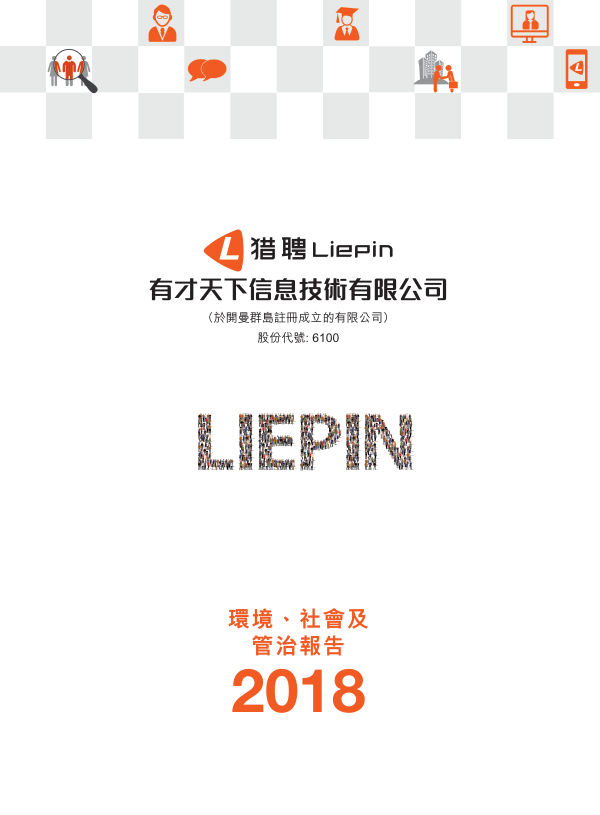 猎聘 Liepin
有才天下信息技術有限公司
（於開曼群島註冊成立的有限公司）
股份代號: 6100
LIEPIN
環境、社會及
管治報告
2018